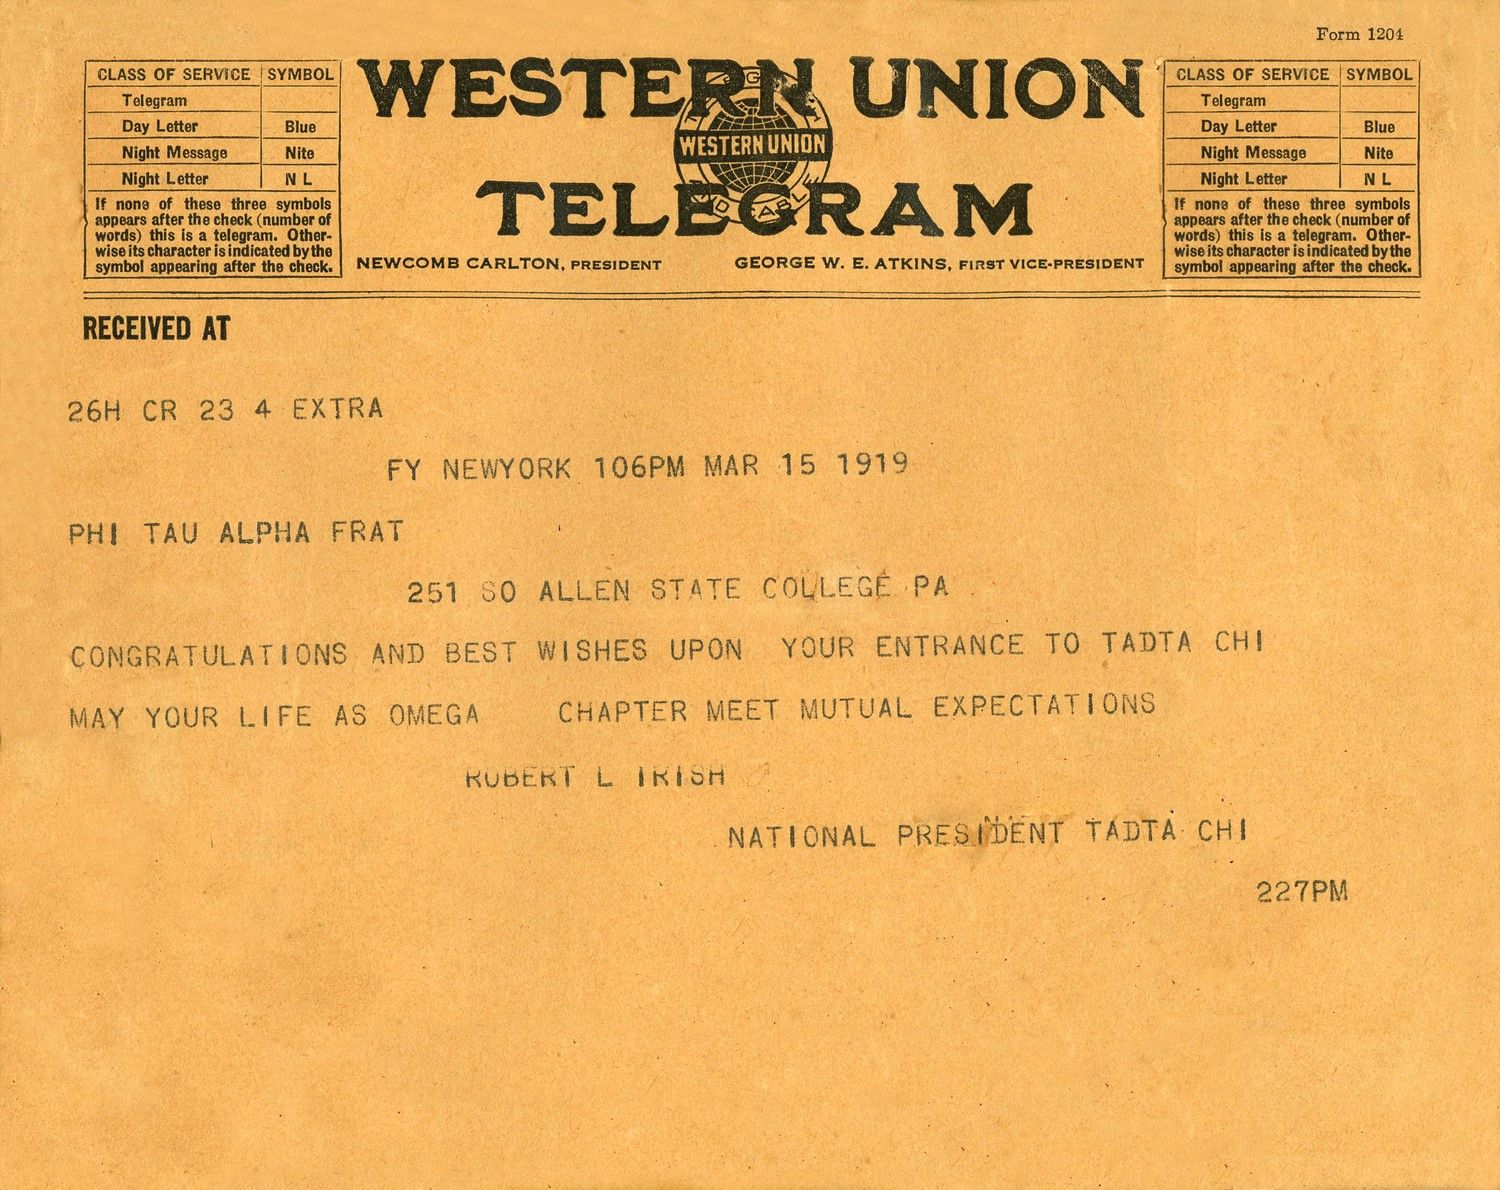 Form 1204
CLASS OF SERVICE SYMBOL
Telegram
Day Letter Blue
Night Message Nite
Night Letter N L
If none of these three symbols
appears after the check (number of
words) this is a telegram. Other-
wise its character is indicated by the
symbol appearing after the check.
WESTERN UNION
WESTERN UNION
TELEGRAM
NEWCOMB CARLTON, PRESIDENT GEORGE W. E. ATKINS, FIRST VICE-PRESIDENT
CLASS OF SERVICE SYMBOL
Telegram
Day Letter Blue
Night Message Nite
Night Letter N L
If none of these three symbols
appears after the check (number of
words) this is a telegram. Other-
wise its character is indicated by the
symbol appearing after the check.
RECEIVED AT
26H CR 23 4 EXTRA
FY NEWYORK 106PM MAR 15 1919
PHI TAU ALPHA FRAT
251 SO ALLEN STATE COLLEGE PA
CONGRATULATIONS AND BEST WISHES UPON YOUR ENTRANCE TO TADTA CHI
MAY YOUR LIFE AS OMEGA CHAPTER MEET MUTUAL EXPECTATIONS
ROBERT L IRISH
NATIONAL PRESIDENT TADTA CHI
227PM